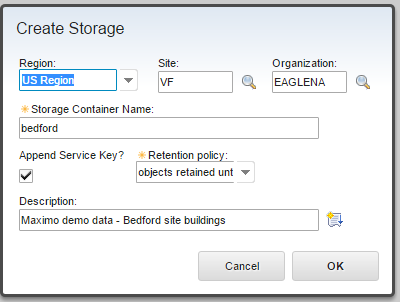 Create Storage
Region: Site: Organization:
US Region VF EAGLENA
Storage Container Name:
bedford
Append Service Key? Retention policy:
objects retained unt
Description:
Maximo demo data - Bedford site buildings
Cancel OK